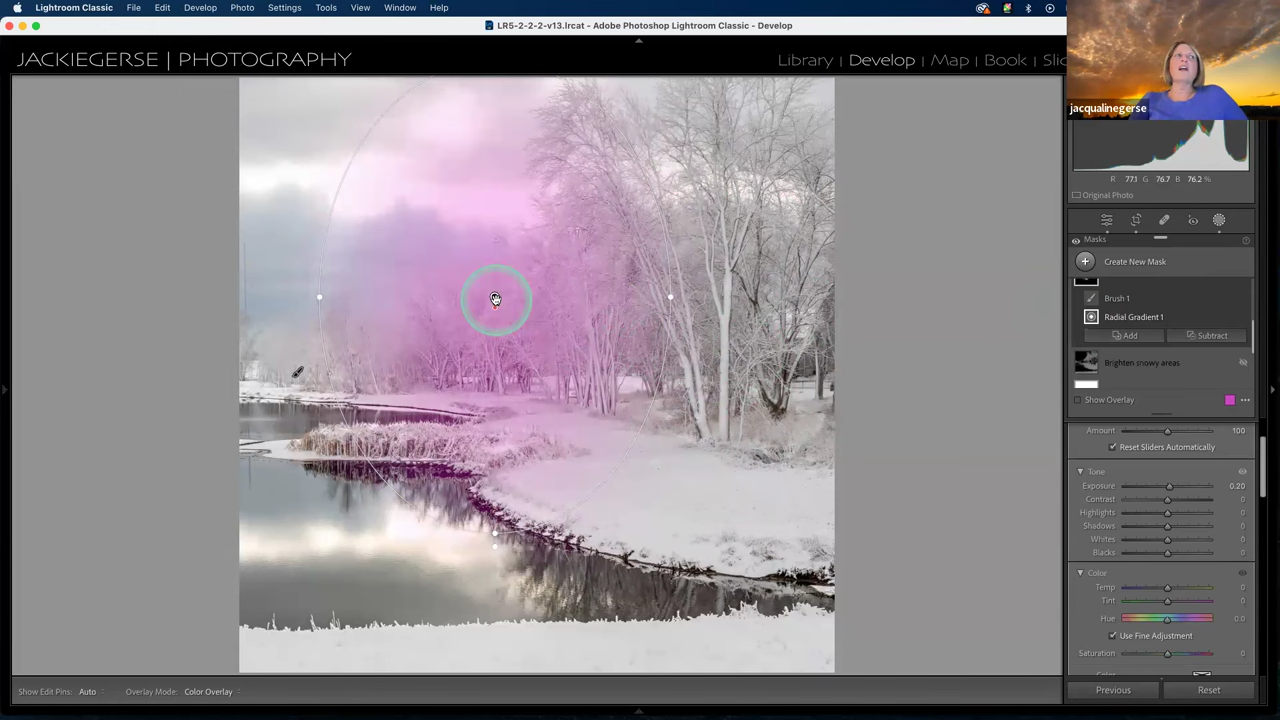 Lightroom Classic File Edit Develop Photo Settings Tools View Window Help
LR5-2-2-2-v13.lrcat - Adobe Photoshop Lightroom Classic - Develop
JACKIEGERSE | PHOTOGRAPHY
Library | Develop | Map | Book | Slid
jacqualinegerse
R 77.1 G 76.7 B 76.2 %
Original Photo
Masks
Create New Mask
Brush 1
Radial Gradient 1
Add Subtract
Brighten snowy areas
Show Overlay
Amount 100
Reset Sliders Automatically
Tone
Exposure 0.20
Contrast 0
Highlights 0
Shadows 0
Whites 0
Blacks 0
Color
Temp 0
Tint 0
Hue 0.0
Use Fine Adjustment
Saturation 0
Color
Show Edit Pins: Auto Overlay Mode: Color Overlay
Previous Reset